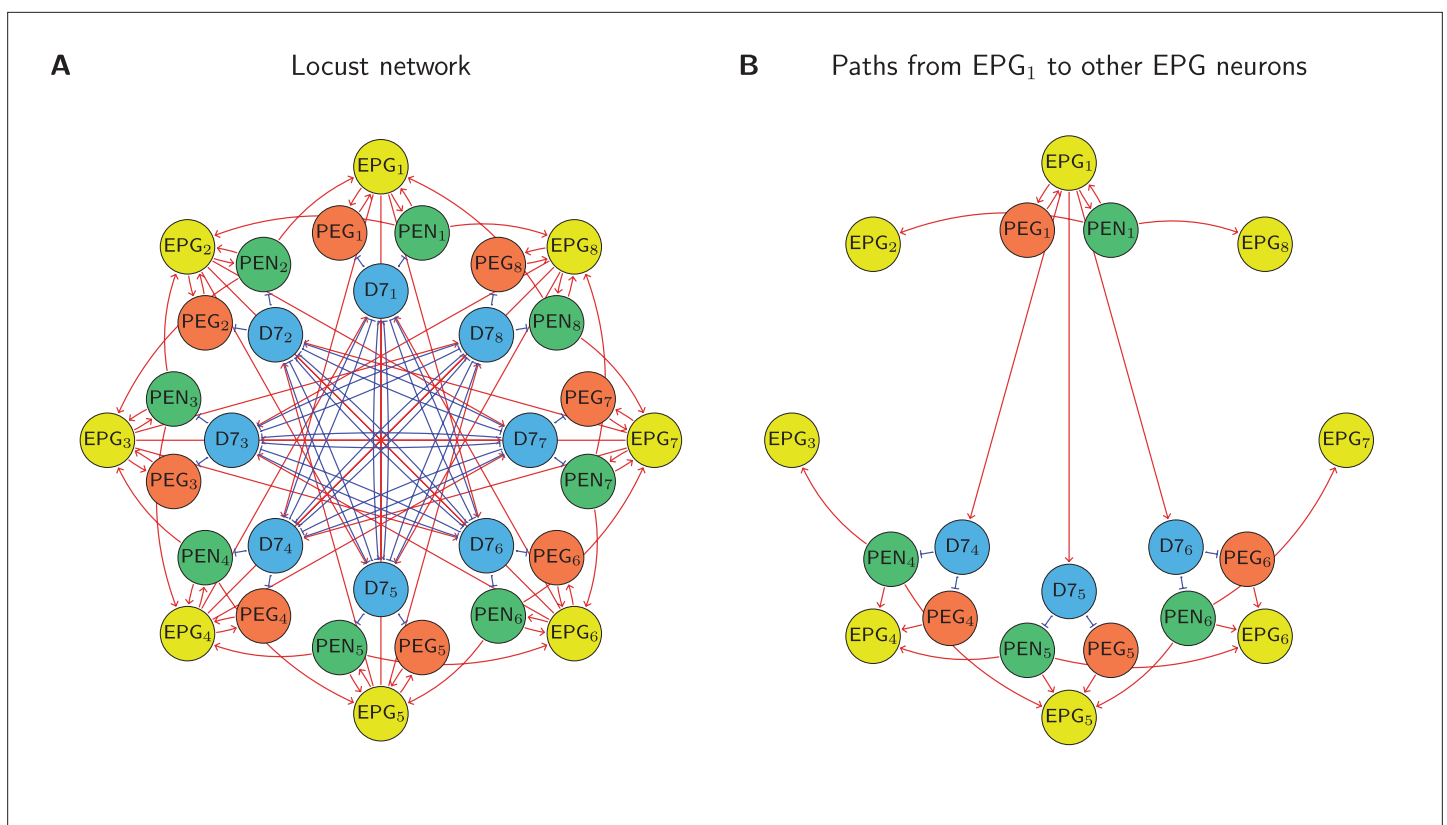 A Locust network
B Paths from EPG₁ to other EPG neurons
EPG₁
EPG₂
PEN₂
PEG₁
PEN₁
PEG₈
EPG₈
D7₁
PEG₂
D7₂
D7₈
PEN₈
PEN₃
PEG₇
EPG₃
D7₃
D7₇
EPG₇
PEG₃
PEN₇
PEN₄
D7₄
D7₆
PEG₆
D7₅
EPG₄
PEG₄
PEN₅
PEG₅
PEN₆
EPG₆
EPG₅
EPG₁
EPG₂
PEG₁
PEN₁
EPG₈
EPG₃
EPG₇
PEN₄
D7₄
D7₆
PEG₆
D7₅
EPG₄
PEG₄
PEN₅
PEG₅
PEN₆
EPG₆
EPG₅